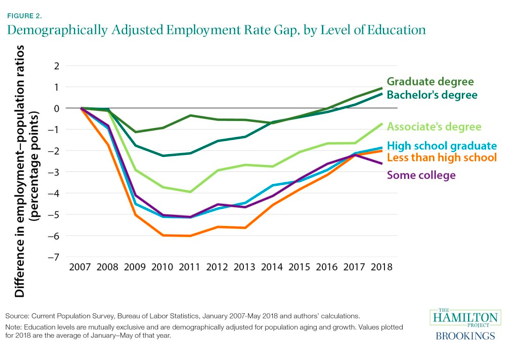 FIGURE 2.
Demographically Adjusted Employment Rate Gap, by Level of Education
Difference in employment–population ratios
(percentage points)
2
1
0
−1
−2
−3
−4
−5
−6
−7
2007 2008 2009 2010 2011 2012 2013 2014 2015 2016 2017 2018
Graduate degree
Bachelor's degree
Associate's degree
High school graduate
Less than high school
Some college
Source: Current Population Survey, Bureau of Labor Statistics, January 2007-May 2018 and authors' calculations.
Note: Education levels are mutually exclusive and are demographically adjusted for population aging and growth. Values plotted
for 2018 are the average of January–May of that year.
THE
HAMILTON
PROJECT
BROOKINGS